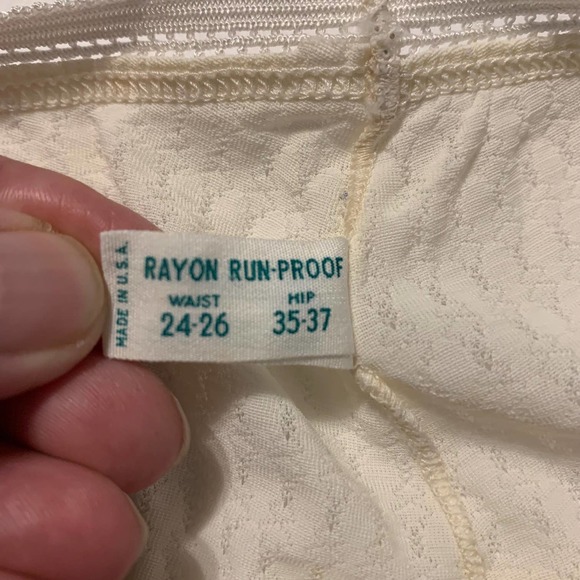 MADE IN U.S.A.
RAYON RUN-PROOF
WAIST HIP
24-26 35-37